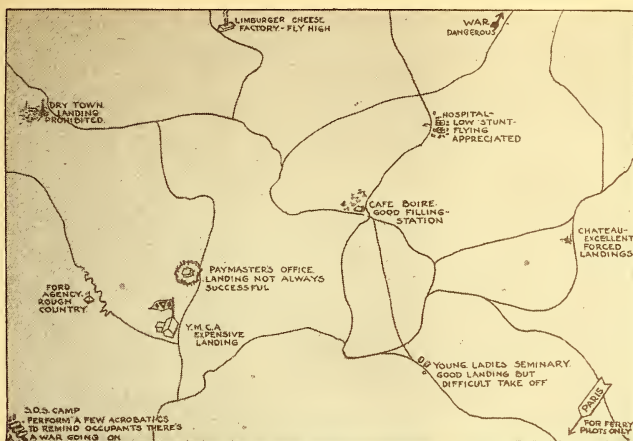 LIMBURGER CHEESE
FACTORY - FLY HIGH
WAR
DANGEROUS
DRY TOWN
LANDING
PROHIBITED.
HOSPITAL-
LOW STUNT-
FLYING
APPRECIATED
CAFE BOIRE.
GOOD FILLING-
STATION
CHATEAU-
EXCELLENT
FORCED
LANDINGS
PAYMASTER'S OFFICE
LANDING NOT ALWAYS
SUCCESSFUL
FORD
AGENCY.
ROUGH
COUNTRY
Y.M.C.A
EXPENSIVE
LANDING
YOUNG LADIES SEMINARY.
GOOD LANDING BUT
DIFFICULT TAKE OFF
PARIS
FOR FERRY
PILOTS ONLY
S.O.S. CAMP
PERFORM A FEW ACROBATICS
TO REMIND OCCUPANTS THERE'S
A WAR GOING ON